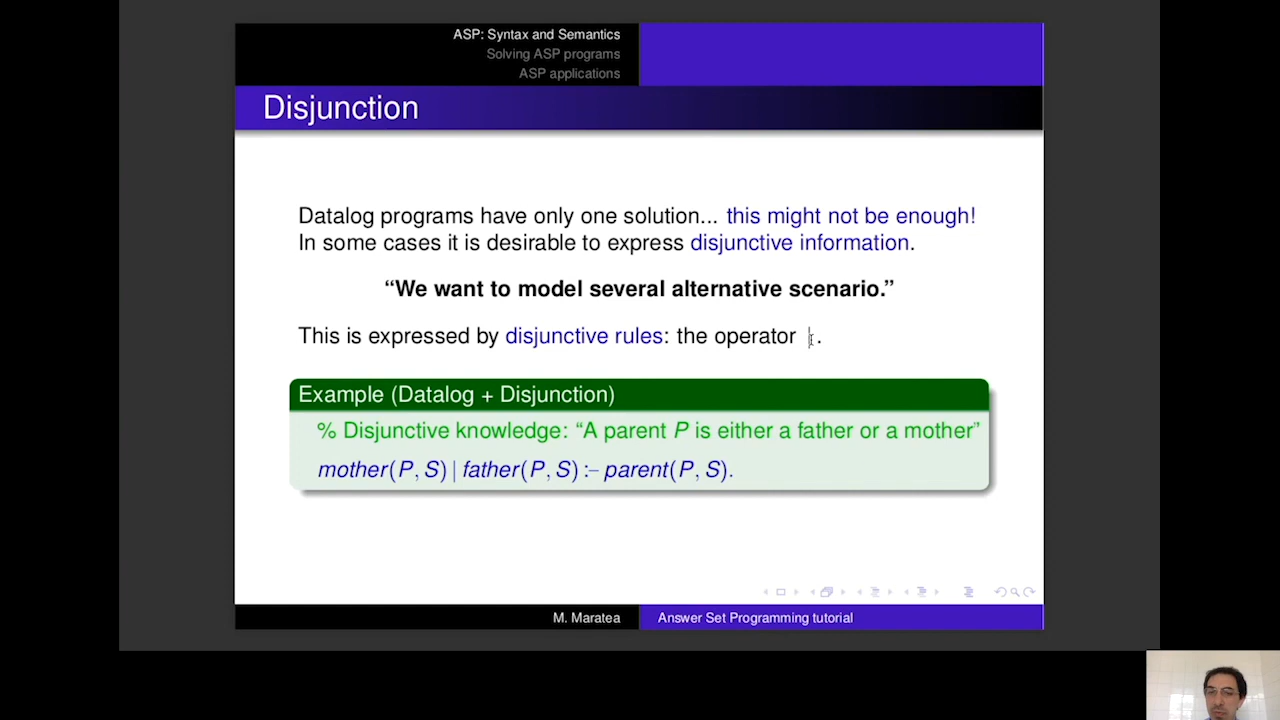 ASP: Syntax and Semantics
Solving ASP programs
ASP applications
Disjunction
Datalog programs have only one solution... this might not be enough!
In some cases it is desirable to express disjunctive information.
“We want to model several alternative scenario.”
This is expressed by disjunctive rules: the operator |.
Example (Datalog + Disjunction)
% Disjunctive knowledge: “A parent P is either a father or a mother”
mother(P, S) | father(P, S) :– parent(P, S).
M. Maratea
Answer Set Programming tutorial